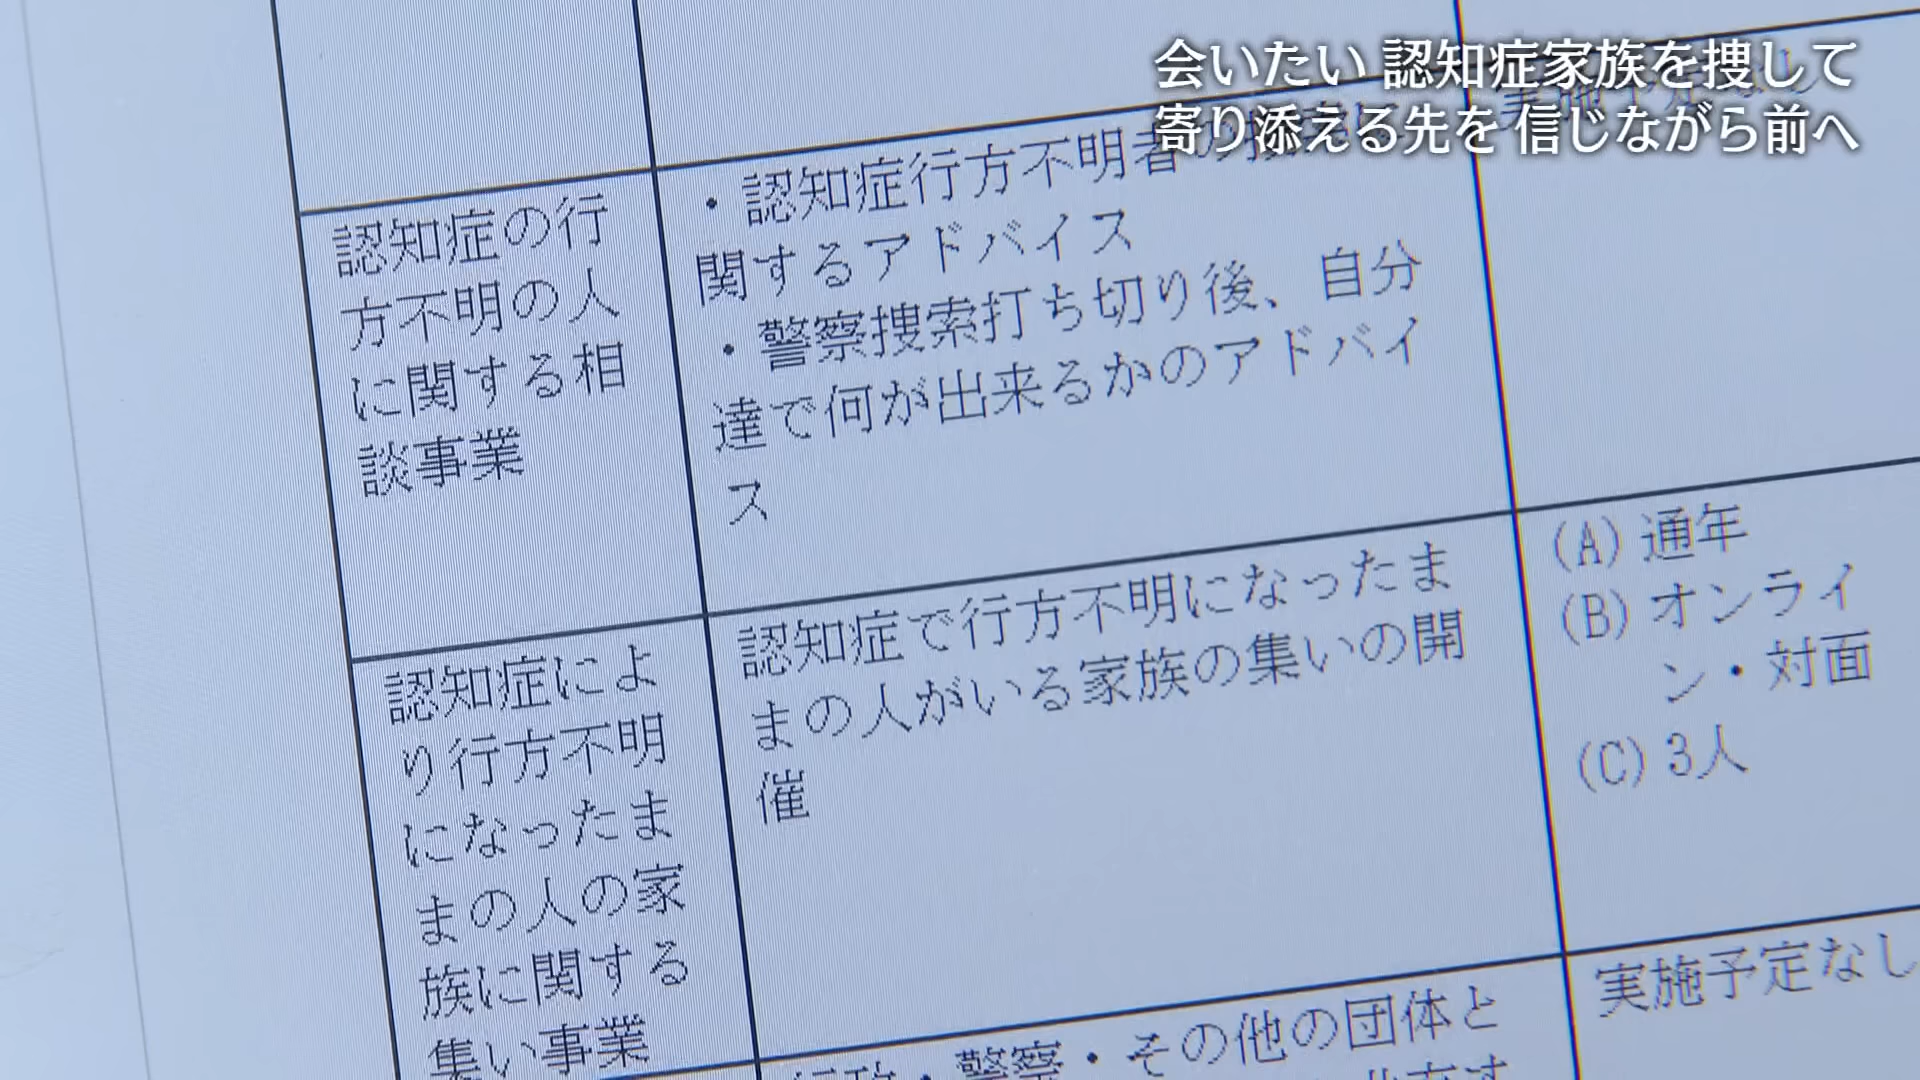 会いたい 認知症家族を捜して
寄り添える先を 信じながら前へ
認知症の行
方不明の人
に関する相
談事業
・認知症行方不明者の
関するアドバイス
・警察捜索打ち切り後、自分
達で何が出来るかのアドバイ
ス
認知症によ
り行方不明
になったま
まの人の家
族に関する
集い事業
認知症で行方不明になったま
まの人がいる家族の集いの開
催
(A) 通年
(B) オンライ
ン・対面
(C) 3人
・警察・その他の団体と
実施予定なし